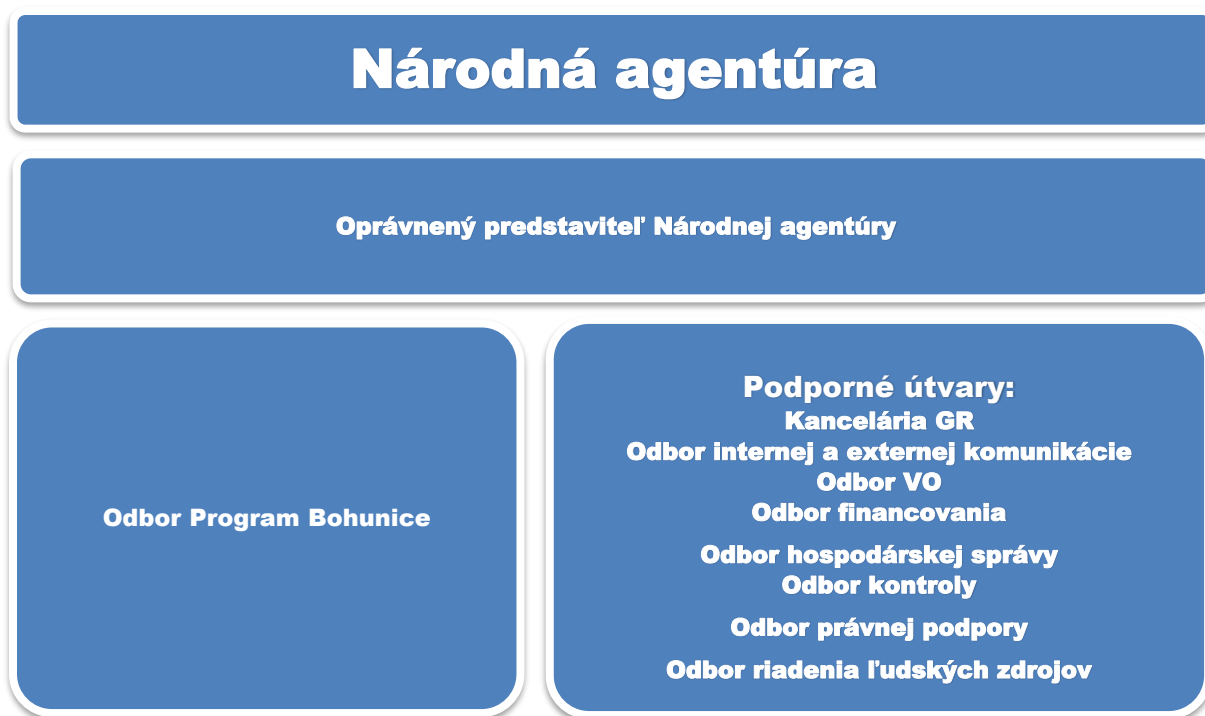 Národná agentúra
Oprávnený predstaviteľ Národnej agentúry
Odbor Program Bohunice
Podporné útvary:
Kancelária GR
Odbor internej a externej komunikácie
Odbor VO
Odbor financovania
Odbor hospodárskej správy
Odbor kontroly
Odbor právnej podpory
Odbor riadenia ľudských zdrojov